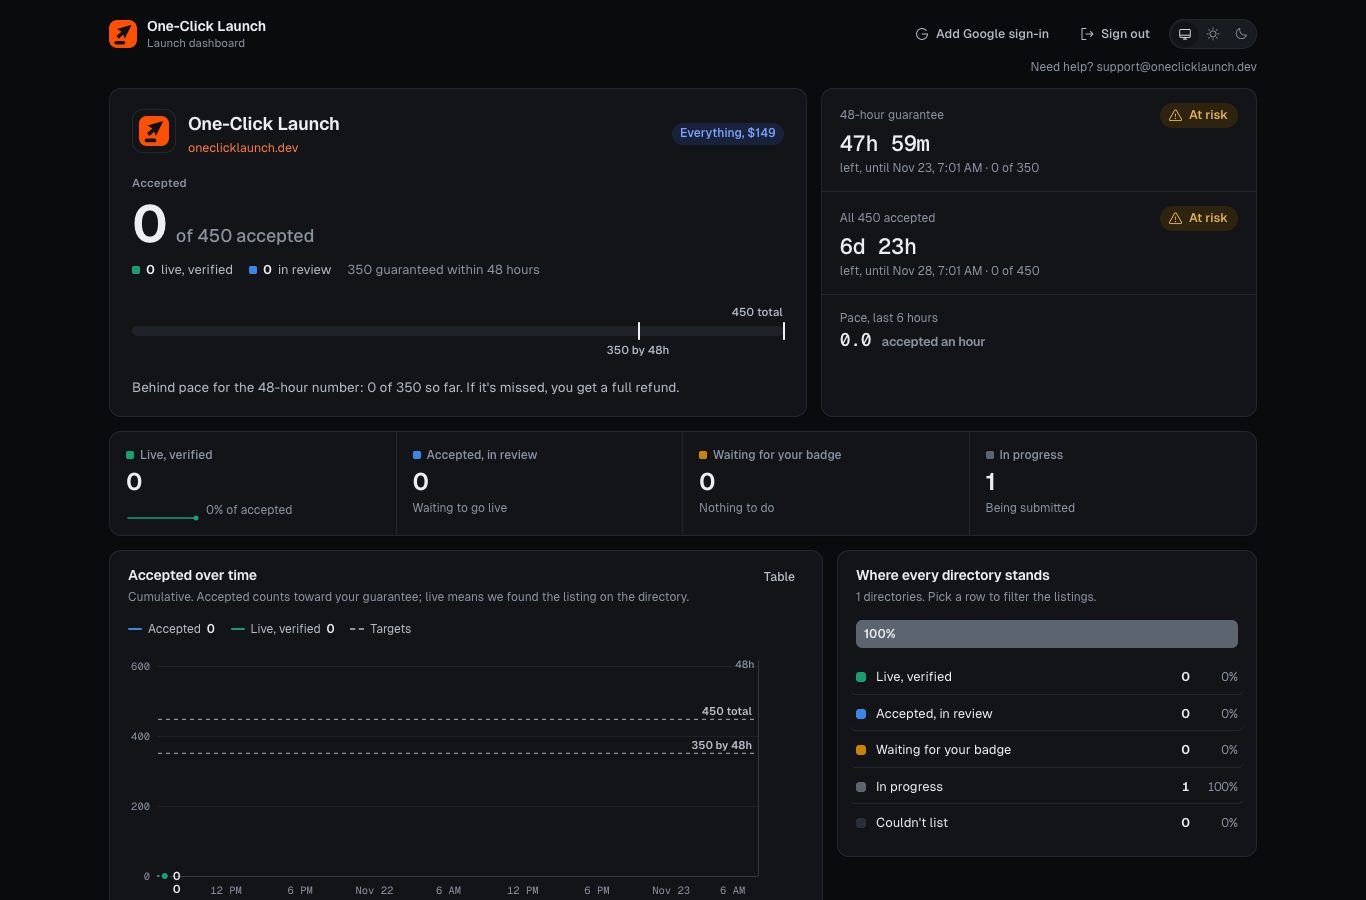 One-Click Launch
Launch dashboard
Add Google sign-in
Sign out
Need help? support@oneclicklaunch.dev
One-Click Launch
oneclicklaunch.dev
Everything, $149
Accepted
0 of 450 accepted
0 live, verified
0 in review
350 guaranteed within 48 hours
450 total
350 by 48h
Behind pace for the 48-hour number: 0 of 350 so far. If it's missed, you get a full refund.
48-hour guarantee
At risk
47h 59m
left, until Nov 23, 7:01 AM · 0 of 350
All 450 accepted
At risk
6d 23h
left, until Nov 28, 7:01 AM · 0 of 450
Pace, last 6 hours
0.0 accepted an hour
Live, verified
0
0% of accepted
Accepted, in review
0
Waiting to go live
Waiting for your badge
0
Nothing to do
In progress
1
Being submitted
Accepted over time
Table
Cumulative. Accepted counts toward your guarantee; live means we found the listing on the directory.
Accepted 0
Live, verified 0
Targets
600
48h
450 total
400
350 by 48h
200
0
0
0
12 PM
6 PM
Nov 22
6 AM
12 PM
6 PM
Nov 23
6 AM
Where every directory stands
1 directories. Pick a row to filter the listings.
100%
Live, verified 0 0%
Accepted, in review 0 0%
Waiting for your badge 0 0%
In progress 1 100%
Couldn't list 0 0%